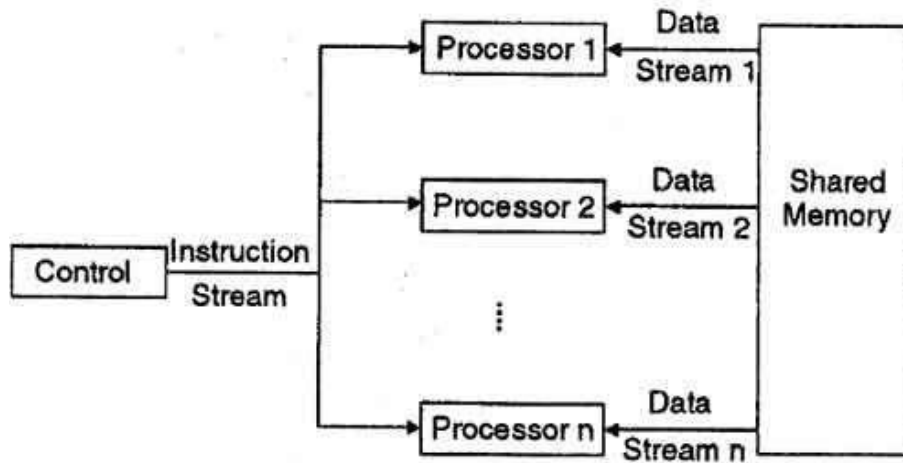 Processor 1
Data
Stream 1
Processor 2
Data
Stream 2
Shared
Memory
Control
Instruction
Stream
Processor n
Data
Stream n